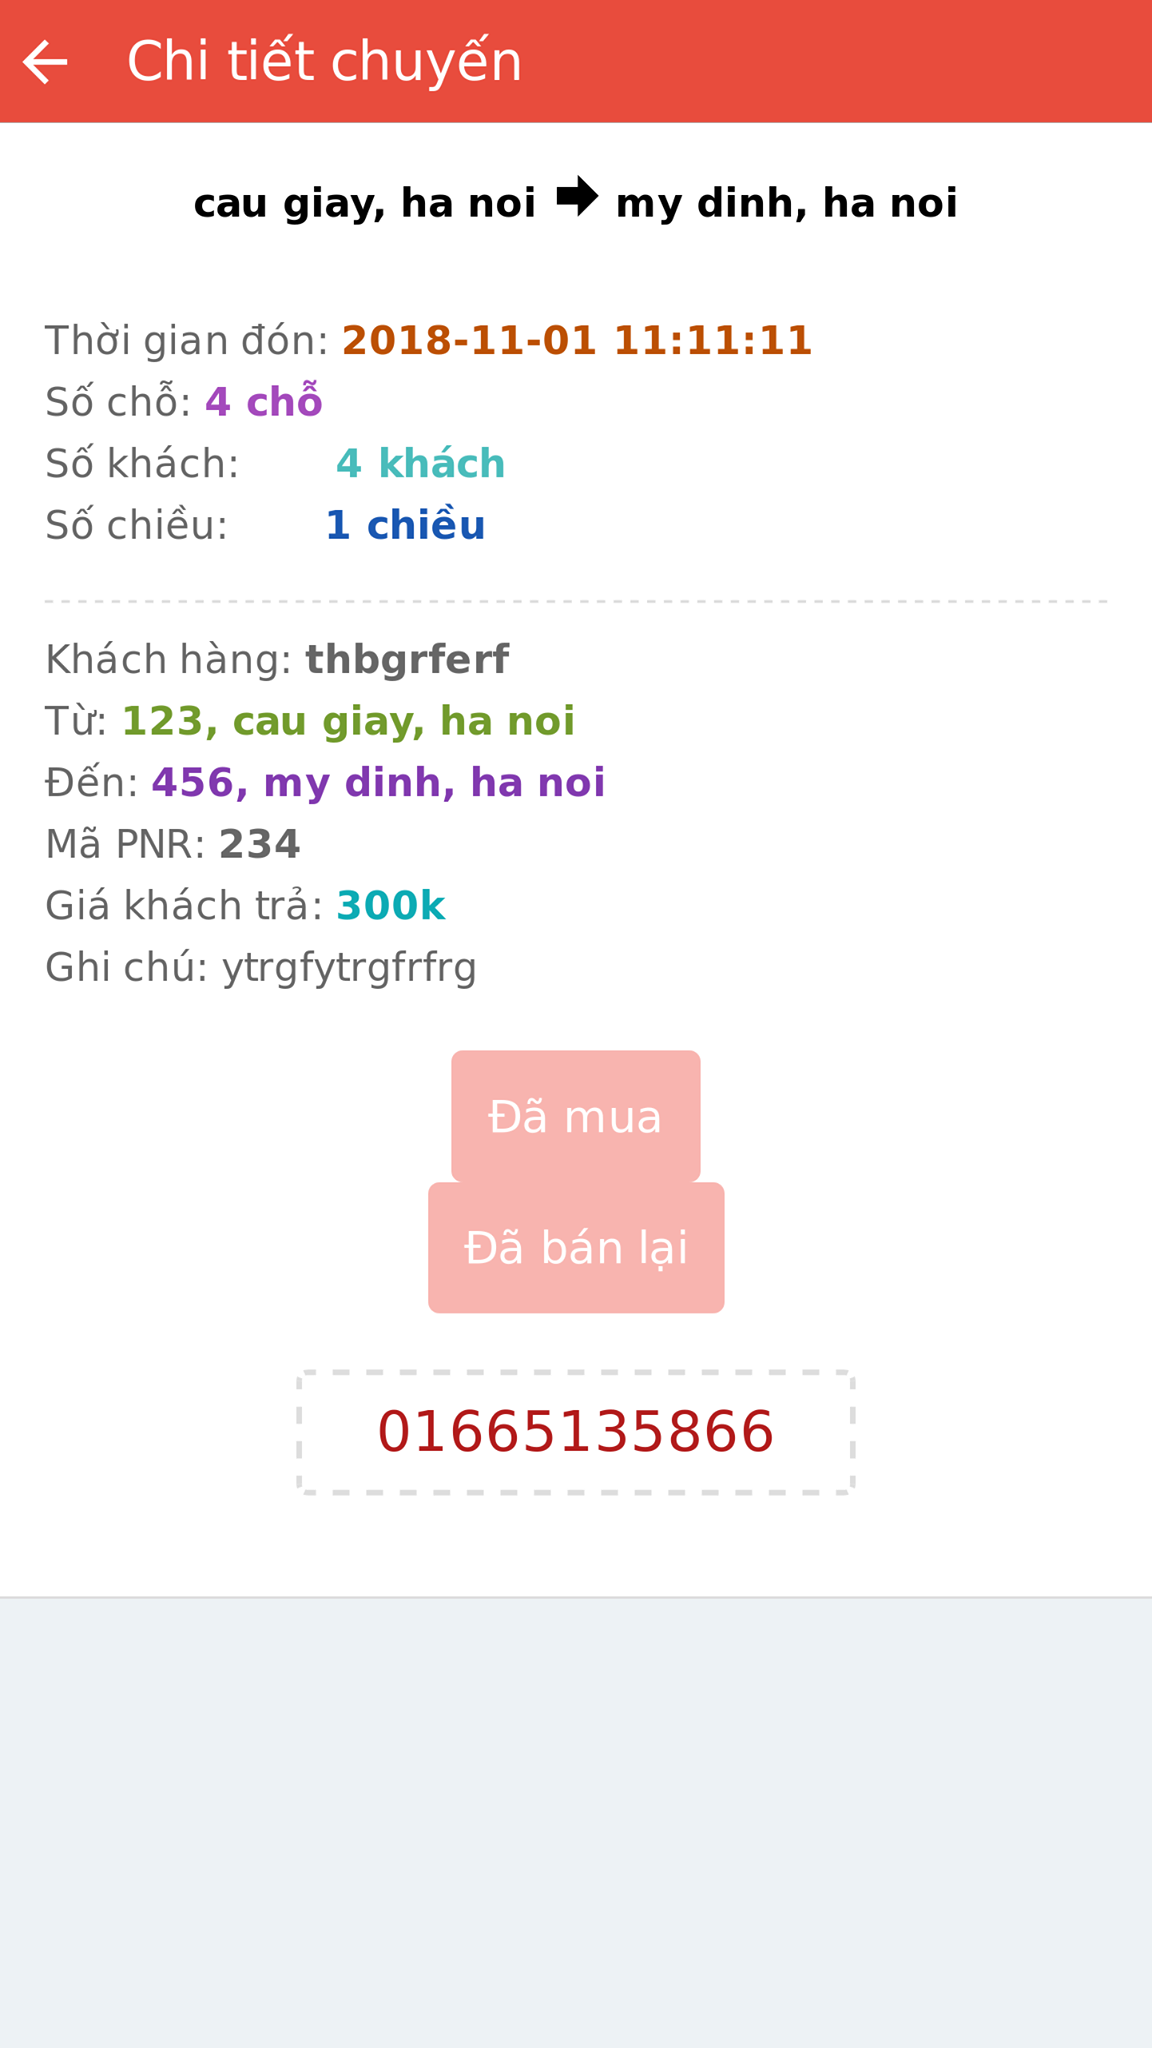 Chi tiết chuyến
cau giay, ha noi 🡆 my dinh, ha noi
Thời gian đón: 2018-11-01 11:11:11
Số chỗ: 4 chỗ
Số khách: 4 khách
Số chiều: 1 chiều
Khách hàng: thbgrferf
Từ: 123, cau giay, ha noi
Đến: 456, my dinh, ha noi
Mã PNR: 234
Giá khách trả: 300k
Ghi chú: ytrgfytrgfrfrg
Đã mua
Đã bán lại
01665135866